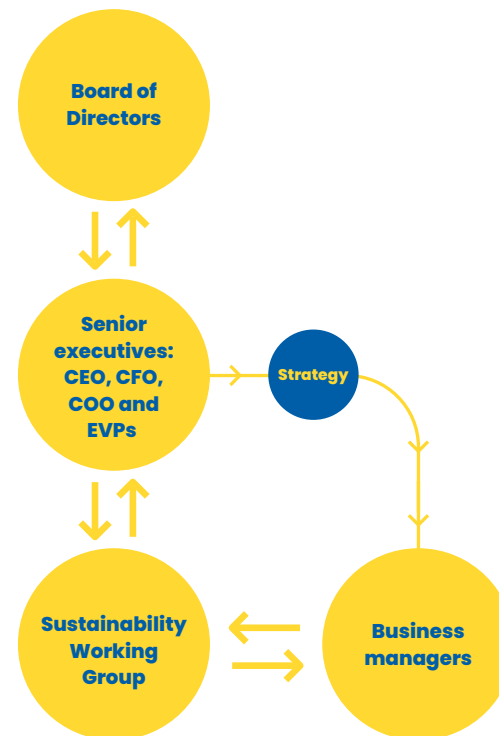 Board of
Directors
Senior
executives:
CEO, CFO,
COO and
EVPs
Strategy
Sustainability
Working
Group
Business
managers